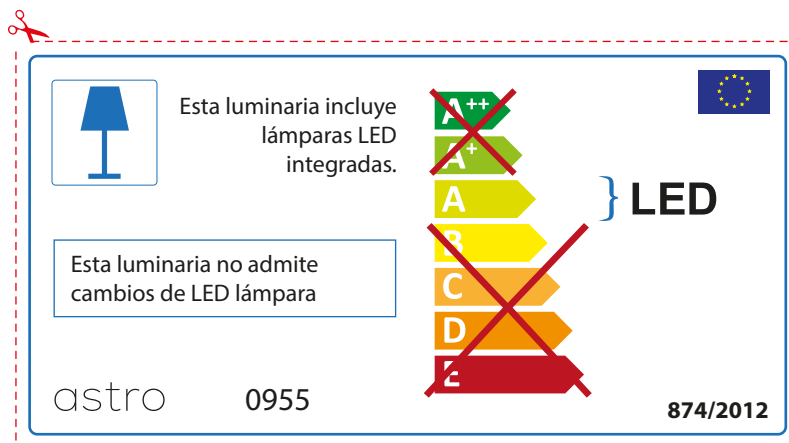 Esta luminaria incluye
lámparas LED
integradas.
A++
A+
A
B
C
D
E
LED
Esta luminaria no admite
cambios de LED lámpara
astro
0955
874/2012